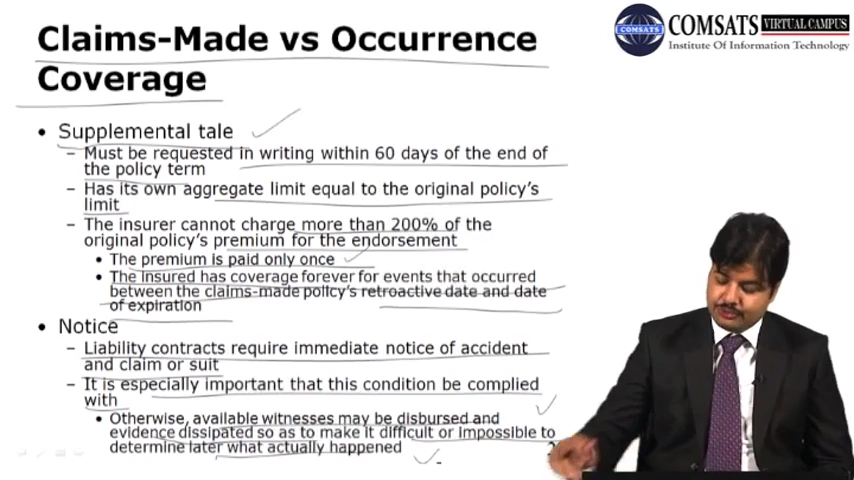 Claims-Made vs Occurrence
Coverage
COMSATS
COMSATS VIRTUAL CAMPUS
Institute Of Information Technology
• Supplemental tale
– Must be requested in writing within 60 days of the end of
the policy term
– Has its own aggregate limit equal to the original policy's
limit
– The insurer cannot charge more than 200% of the
original policy's premium for the endorsement
• The premium is paid only once
• The insured has coverage forever for events that occurred
between the claims-made policy's retroactive date and date
of expiration
• Notice
– Liability contracts require immediate notice of accident
and claim or suit
– It is especially important that this condition be complied
with
• Otherwise, available witnesses may be disbursed and
evidence dissipated so as to make it difficult or impossible to
determine later what actually happened